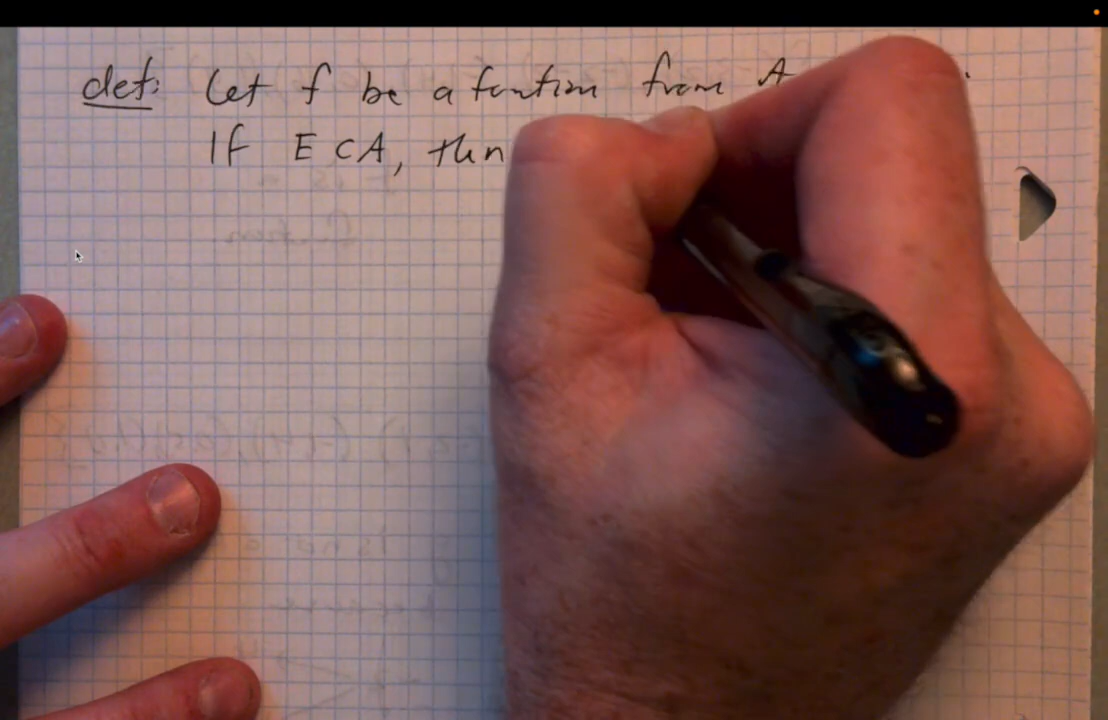 def: Let f be a funtion from A
If E ⊂ A, then